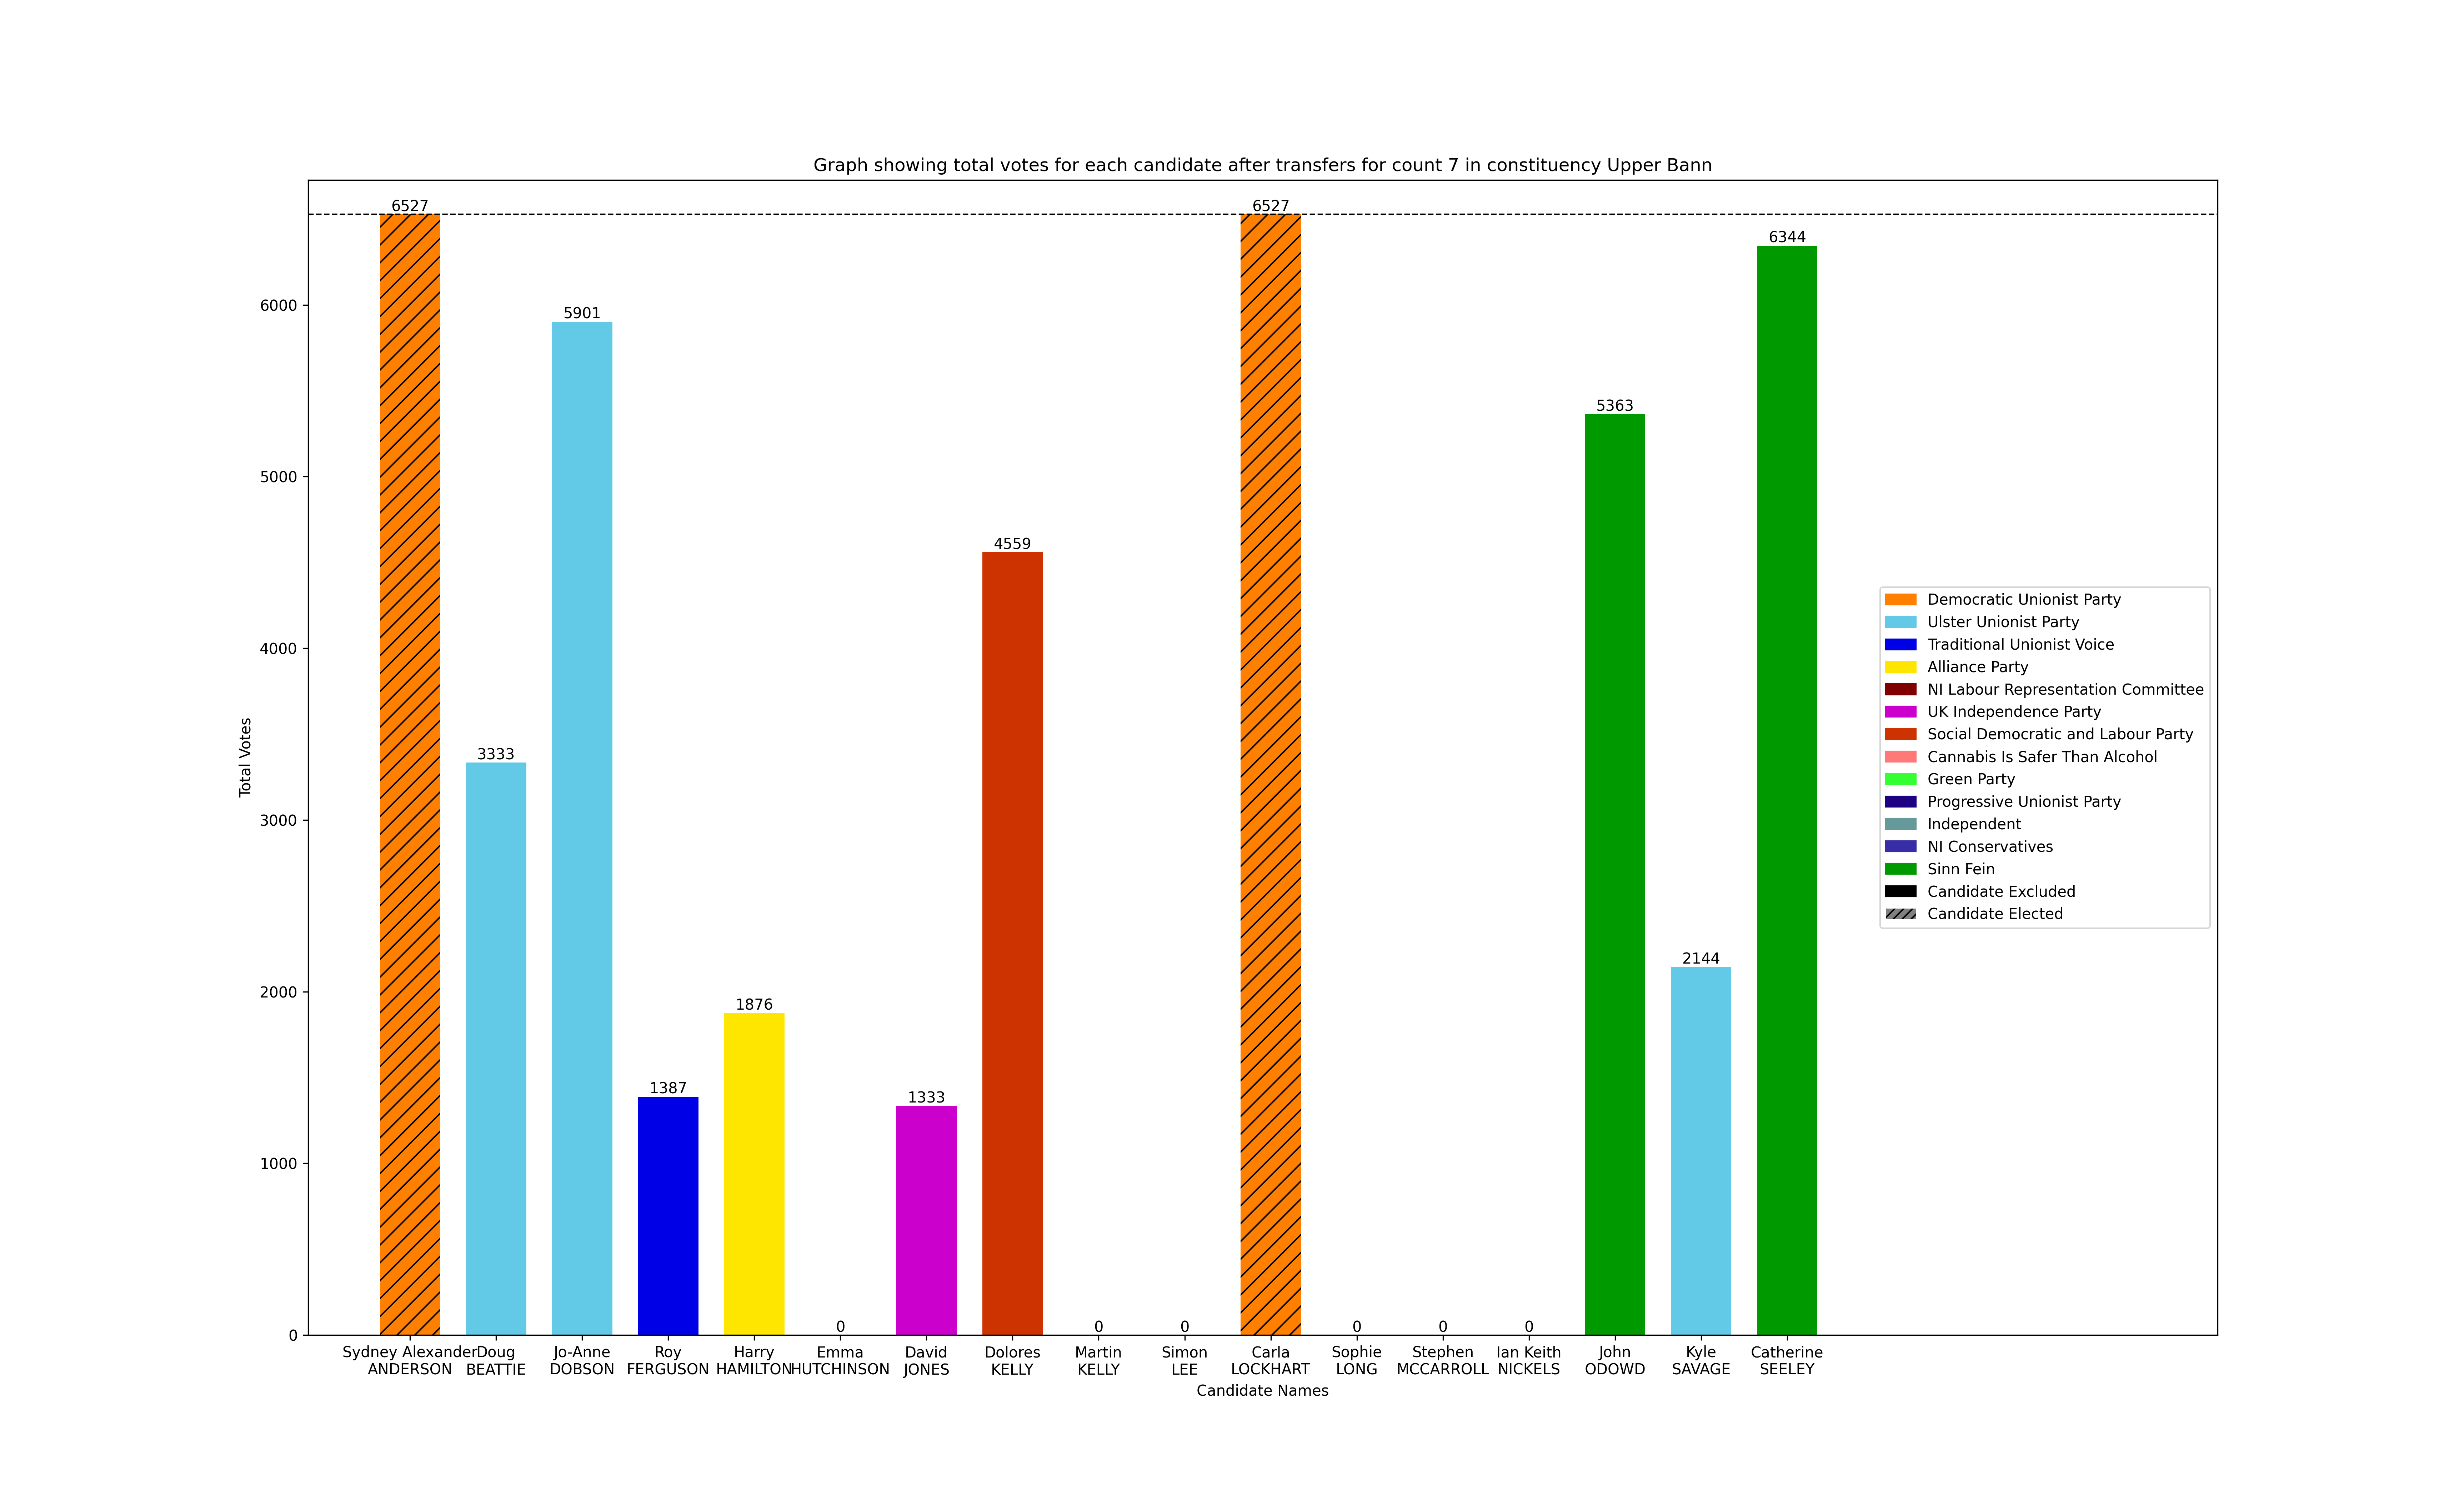 Graph showing total votes for each candidate after transfers for count 7 in constituency Upper Bann
6527
6527
6344
6000
5901
5363
5000
4559
4000
3333
3000
2144
2000
1876
1387
1333
1000
0
0
0
0
0
0
0
Total Votes
Democratic Unionist Party
Ulster Unionist Party
Traditional Unionist Voice
Alliance Party
NI Labour Representation Committee
UK Independence Party
Social Democratic and Labour Party
Cannabis Is Safer Than Alcohol
Green Party
Progressive Unionist Party
Independent
NI Conservatives
Sinn Fein
Candidate Excluded
Candidate Elected
Sydney Alexander
ANDERSON
Doug
BEATTIE
Jo-Anne
DOBSON
Roy
FERGUSON
Harry
HAMILTON
Emma
HUTCHINSON
David
JONES
Dolores
KELLY
Martin
KELLY
Simon
LEE
Carla
LOCKHART
Sophie
LONG
Stephen
MCCARROLL
Ian Keith
NICKELS
John
ODOWD
Kyle
SAVAGE
Catherine
SEELEY
Candidate Names